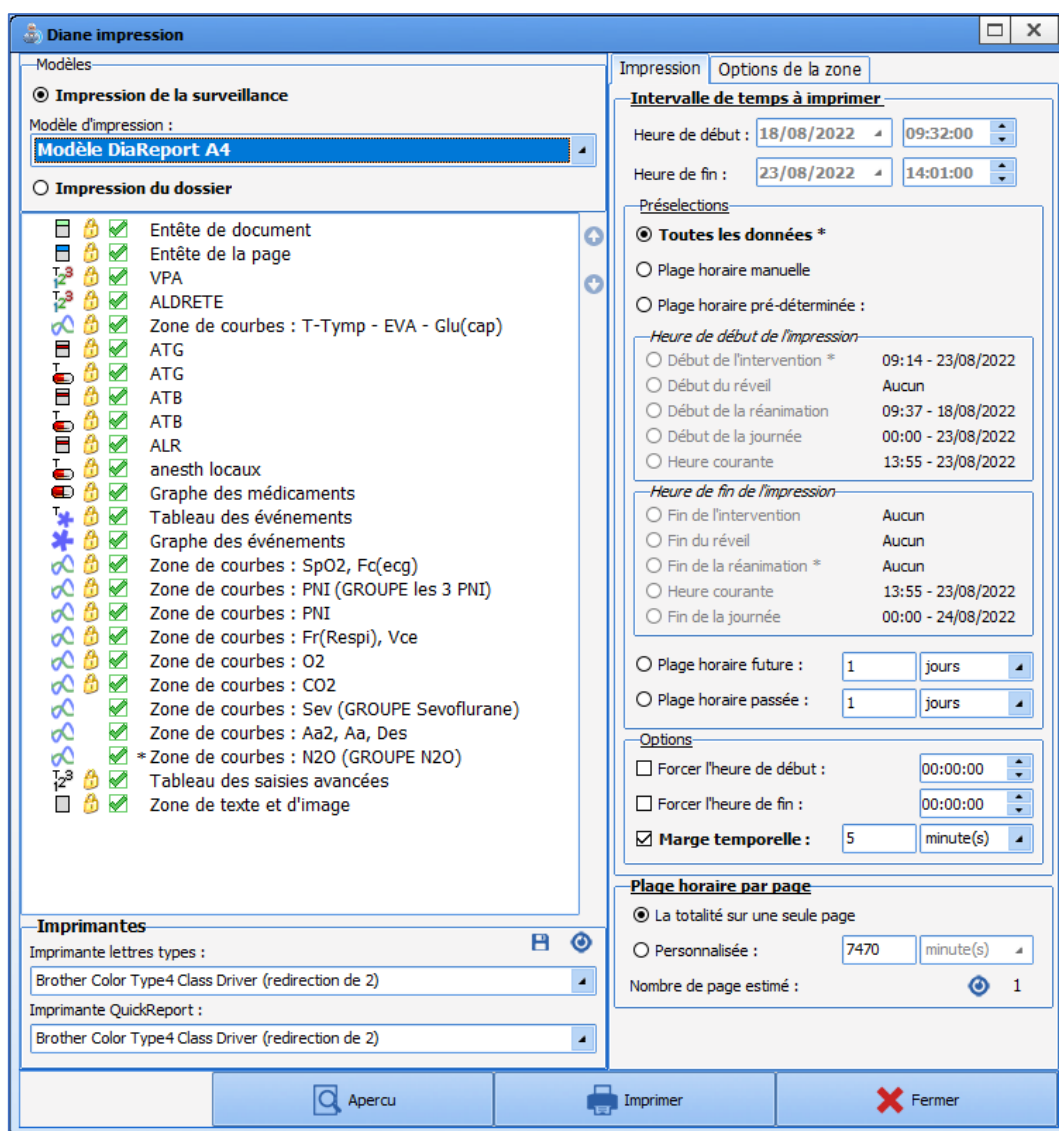 Diane impression
Modèles
Impression de la surveillance
Modèle d'impression :
Modèle DiaReport A4
Impression du dossier
Entête de document
Entête de la page
VPA
ALDRETE
Zone de courbes : T-Tymp - EVA - Glu(cap)
ATG
ATG
ATB
ATB
ALR
anesth locaux
Graphe des médicaments
Tableau des événements
Graphe des événements
Zone de courbes : SpO2, Fc(ecg)
Zone de courbes : PNI (GROUPE les 3 PNI)
Zone de courbes : PNI
Zone de courbes : Fr(Respi), Vce
Zone de courbes : O2
Zone de courbes : CO2
Zone de courbes : Sev (GROUPE Sevoflurane)
Zone de courbes : Aa2, Aa, Des
* Zone de courbes : N2O (GROUPE N2O)
Tableau des saisies avancées
Zone de texte et d'image
Imprimantes
Imprimante lettres types :
Brother Color Type4 Class Driver (redirection de 2)
Imprimante QuickReport :
Brother Color Type4 Class Driver (redirection de 2)
Impression Options de la zone
Intervalle de temps à imprimer
Heure de début : 18/08/2022 09:32:00
Heure de fin : 23/08/2022 14:01:00
Préselections
Toutes les données *
Plage horaire manuelle
Plage horaire pré-déterminée :
Heure de début de l'impression
Début de l'intervention * 09:14 - 23/08/2022
Début du réveil Aucun
Début de la réanimation 09:37 - 18/08/2022
Début de la journée 00:00 - 23/08/2022
Heure courante 13:55 - 23/08/2022
Heure de fin de l'impression
Fin de l'intervention Aucun
Fin du réveil Aucun
Fin de la réanimation * Aucun
Heure courante 13:55 - 23/08/2022
Fin de la journée 00:00 - 24/08/2022
Plage horaire future : 1 jours
Plage horaire passée : 1 jours
Options
Forcer l'heure de début : 00:00:00
Forcer l'heure de fin : 00:00:00
Marge temporelle : 5 minute(s)
Plage horaire par page
La totalité sur une seule page
Personnalisée : 7470 minute(s)
Nombre de page estimé : 1
Apercu Imprimer Fermer